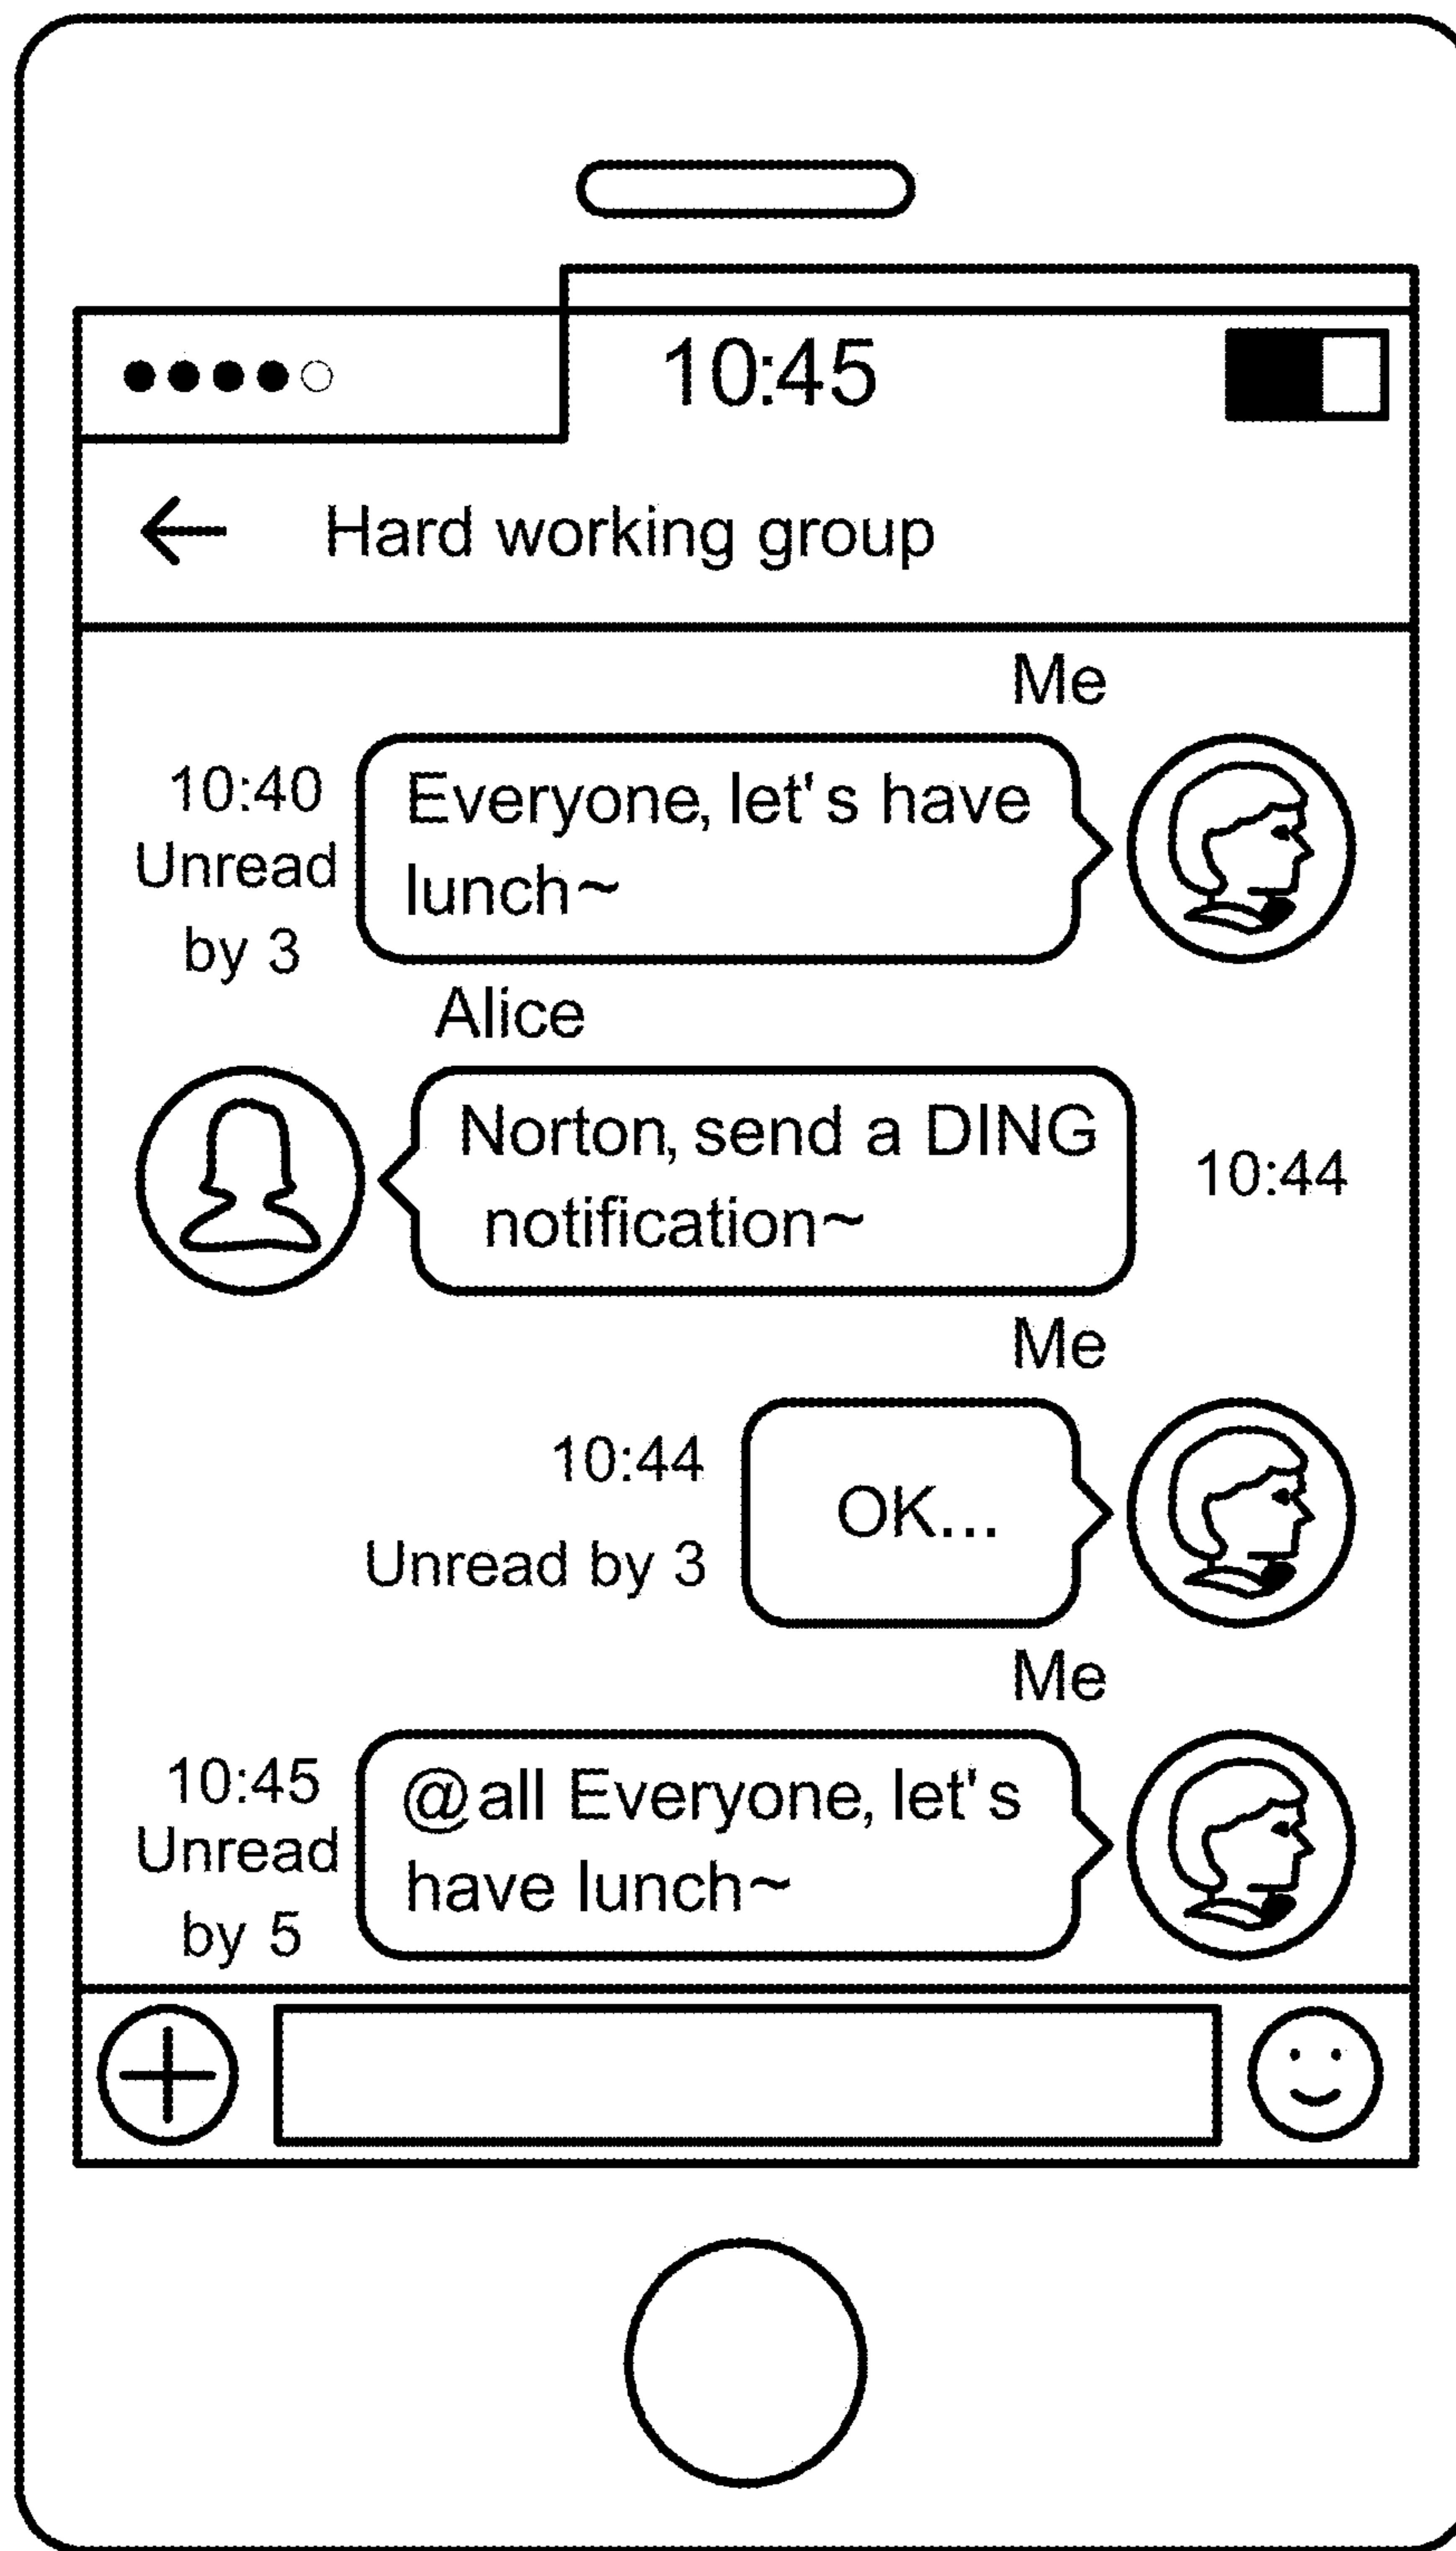 10:45
Hard working group
Me
10:40
Unread
by 3
Everyone, let's have
lunch~
Alice
Norton, send a DING
notification~
10:44
Me
10:44
Unread by 3
OK...
Me
10:45
Unread
by 5
@all Everyone, let's
have lunch~